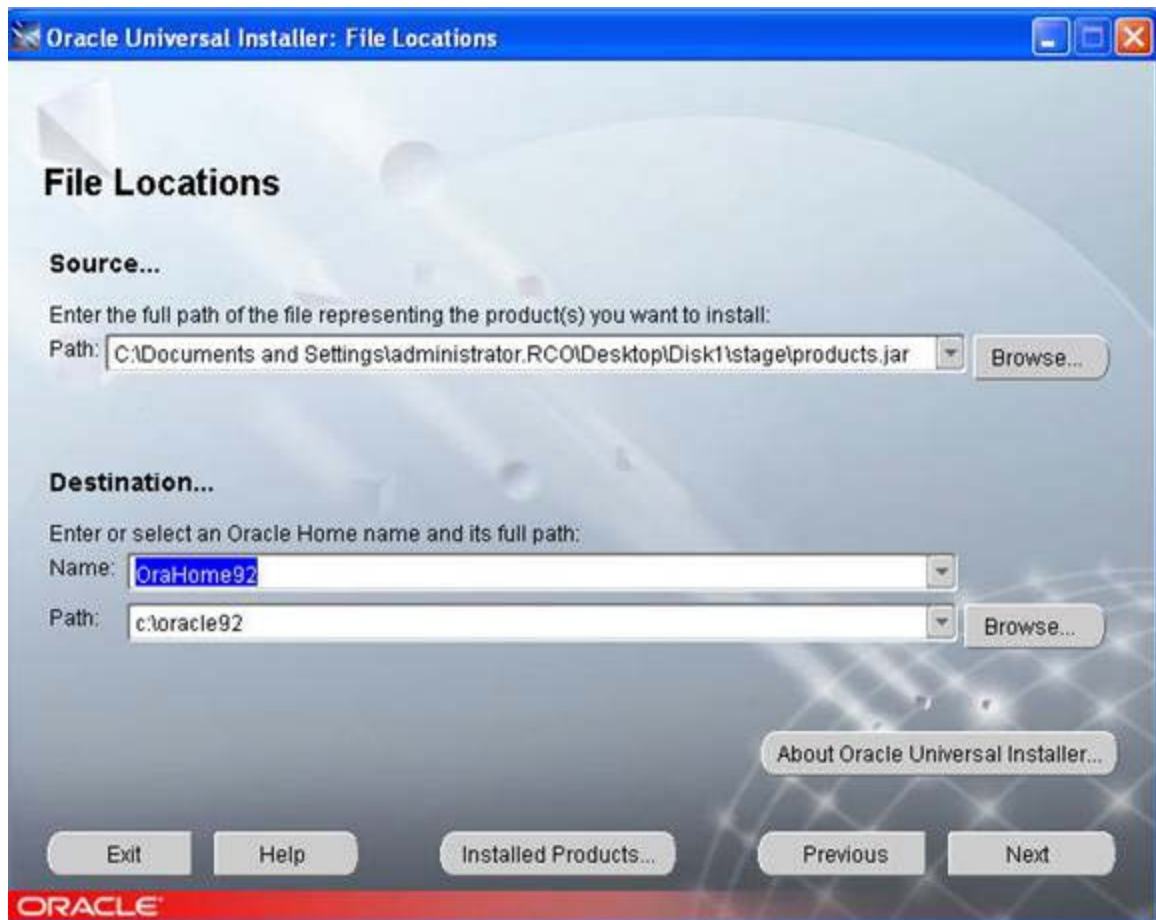 Oracle Universal Installer: File Locations
File Locations
Source...
Enter the full path of the file representing the product(s) you want to install:
Path: C:\Documents and Settings\administrator.RCO\Desktop\Disk1\stage\products.jar Browse...
Destination...
Enter or select an Oracle Home name and its full path:
Name: OraHome92
Path: c:\oracle92 Browse...
About Oracle Universal Installer...
Exit Help Installed Products... Previous Next
ORACLE